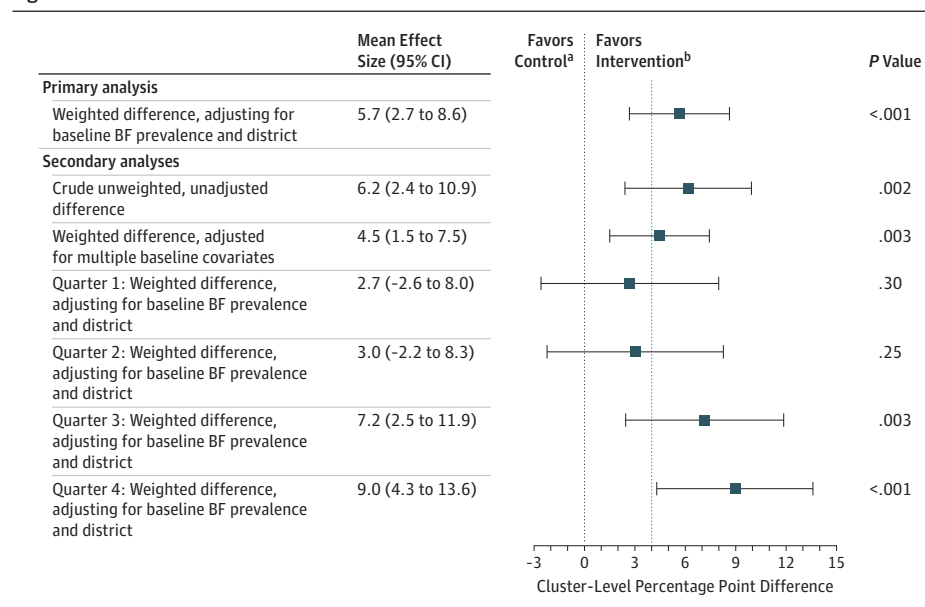 Mean Effect Size (95% CI)
Favors Controlᵃ
Favors Interventionᵇ
P Value
Primary analysis
Weighted difference, adjusting for
baseline BF prevalence and district
5.7 (2.7 to 8.6)
<.001
Secondary analyses
Crude unweighted, unadjusted
difference
6.2 (2.4 to 10.9)
.002
Weighted difference, adjusted
for multiple baseline covariates
4.5 (1.5 to 7.5)
.003
Quarter 1: Weighted difference,
adjusting for baseline BF prevalence
and district
2.7 (-2.6 to 8.0)
.30
Quarter 2: Weighted difference,
adjusting for baseline BF prevalence
and district
3.0 (-2.2 to 8.3)
.25
Quarter 3: Weighted difference,
adjusting for baseline BF prevalence
and district
7.2 (2.5 to 11.9)
.003
Quarter 4: Weighted difference,
adjusting for baseline BF prevalence
and district
9.0 (4.3 to 13.6)
<.001
-3 0 3 6 9 12 15
Cluster-Level Percentage Point Difference